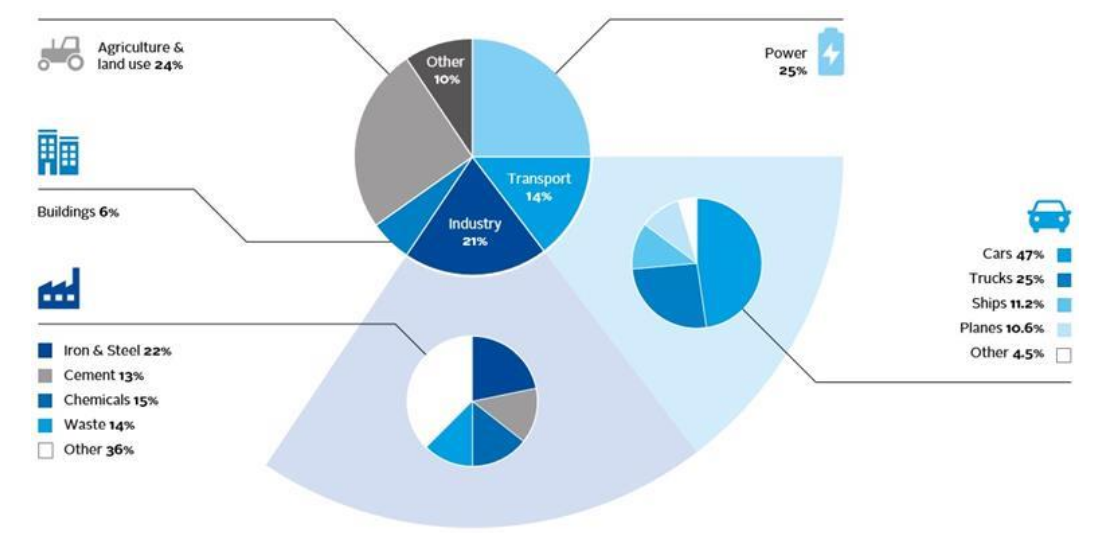 Agriculture &
land use 24%
Other
10%
Power
25%
Transport
14%
Industry
21%
Buildings 6%
Iron & Steel 22%
Cement 13%
Chemicals 15%
Waste 14%
Other 36%
Cars 47%
Trucks 25%
Ships 11.2%
Planes 10.6%
Other 4.5%